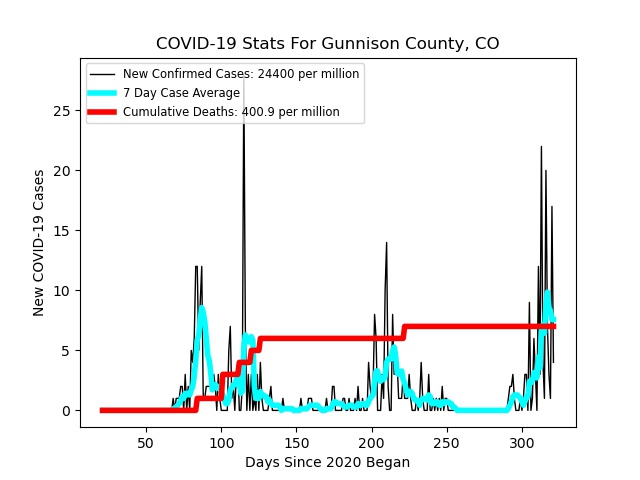 COVID-19 Stats For Gunnison County, CO
New Confirmed Cases: 24400 per million
7 Day Case Average
Cumulative Deaths: 400.9 per million
New COVID-19 Cases
25
20
15
10
5
0
50 100 150 200 250 300
Days Since 2020 Began